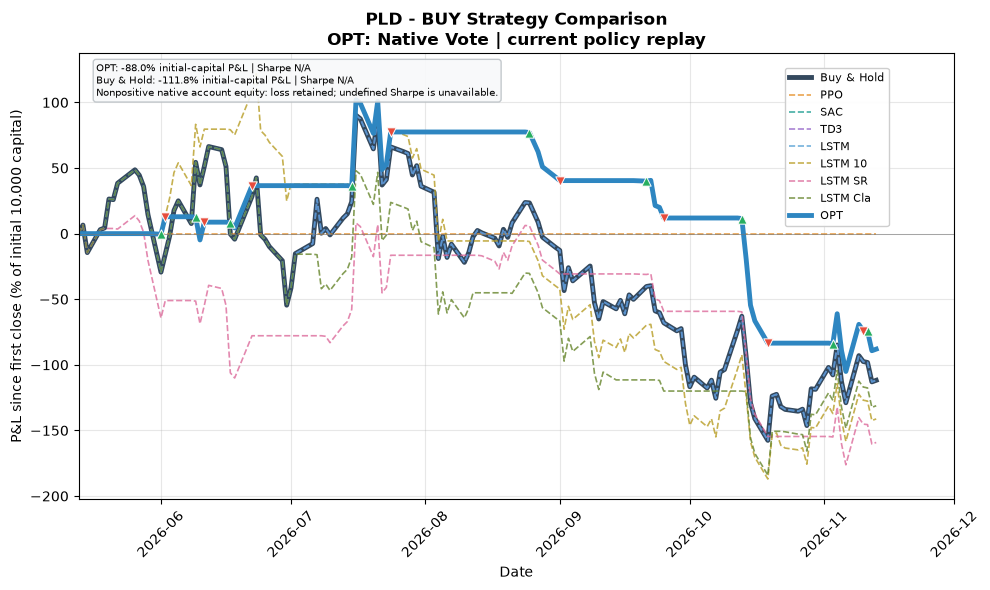 PLD - BUY Strategy Comparison
OPT: Native Vote | current policy replay
OPT: -88.0% initial-capital P&L | Sharpe N/A
Buy & Hold: -111.8% initial-capital P&L | Sharpe N/A
Nonpositive native account equity: loss retained; undefined Sharpe is unavailable.
Buy & Hold
PPO
SAC
TD3
LSTM
LSTM 10
LSTM SR
LSTM Cla
OPT
P&L since first close (% of initial 10,000 capital)
100
50
0
−50
−100
−150
−200
2026-06
2026-07
2026-08
2026-09
2026-10
2026-11
2026-12
Date